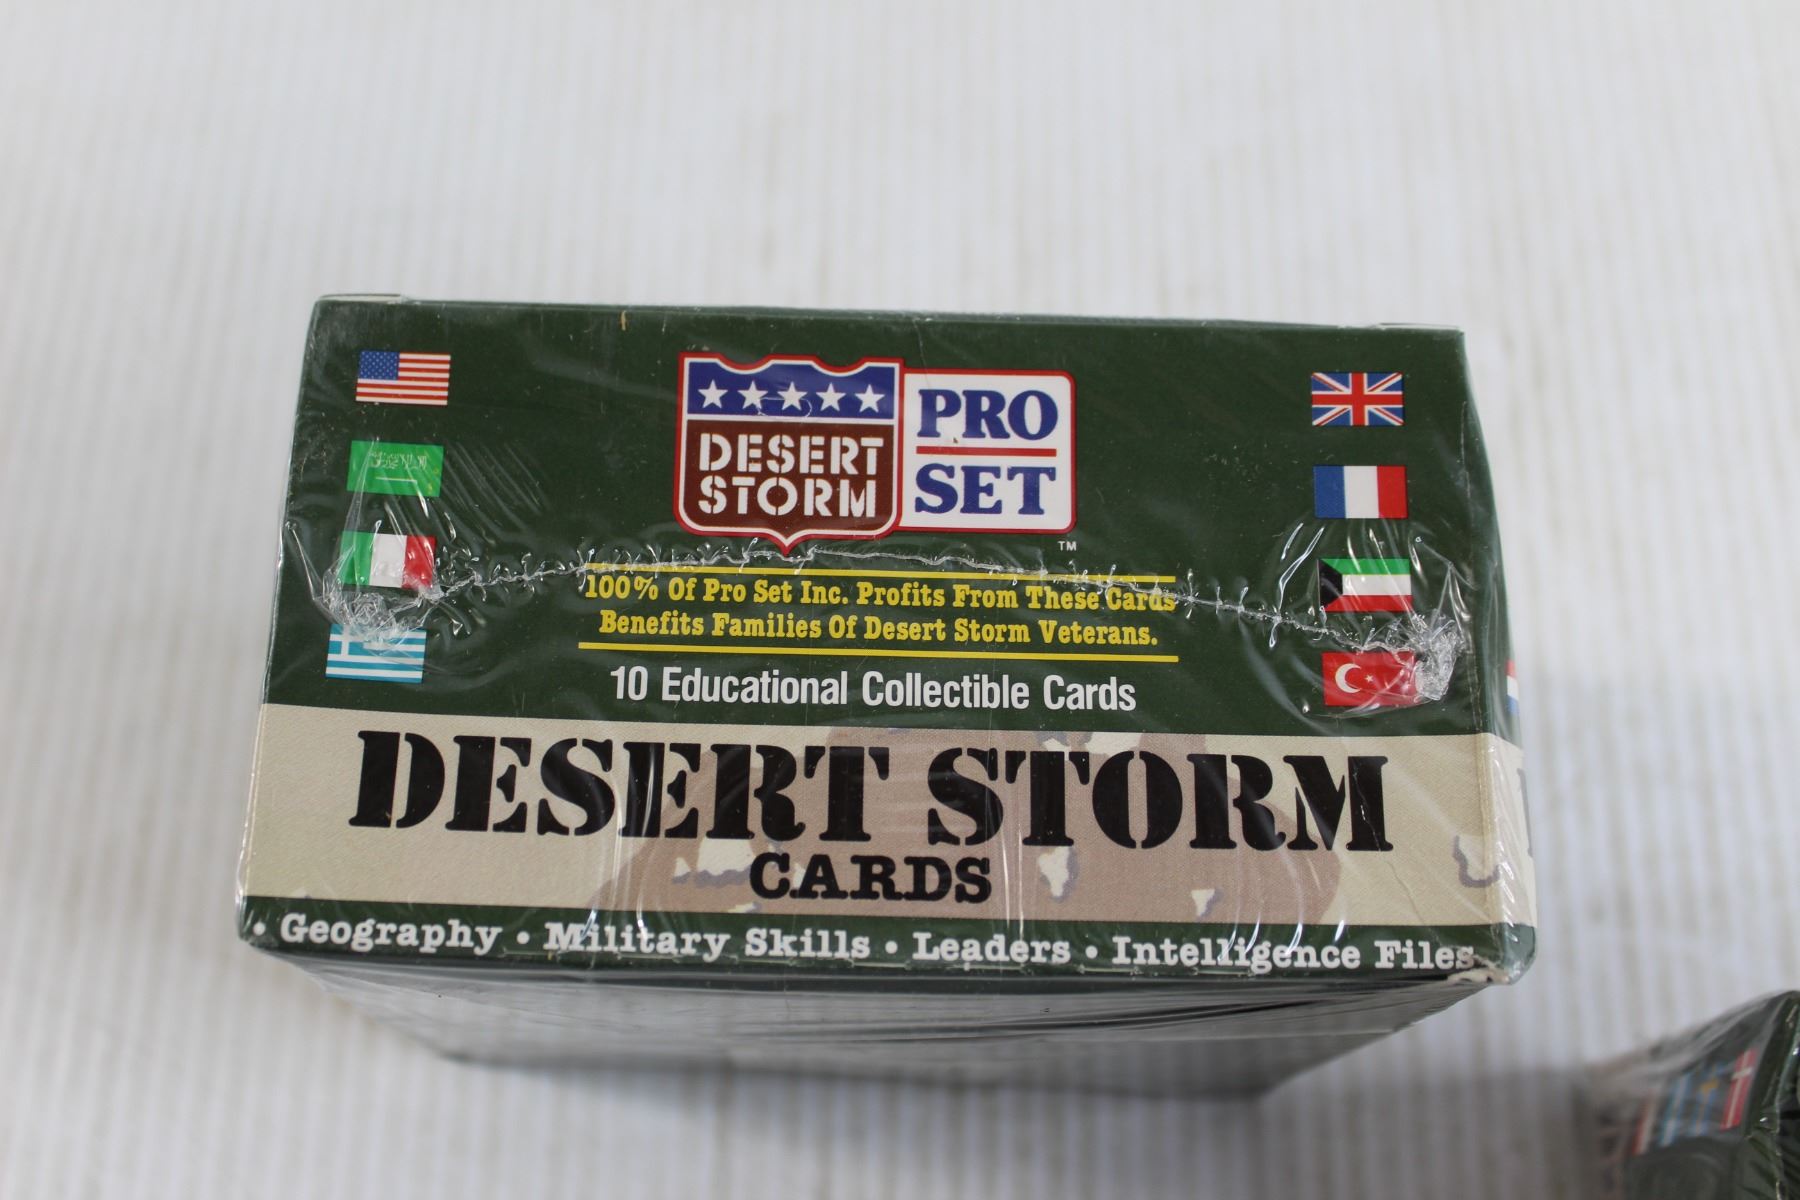 DESERT
STORM
PRO
SET
TM
100% Of Pro Set Inc. Profits From These Cards
Benefits Families Of Desert Storm Veterans.
10 Educational Collectible Cards
DESERT STORM
CARDS
• Geography • Military Skills • Leaders • Intelligence Files